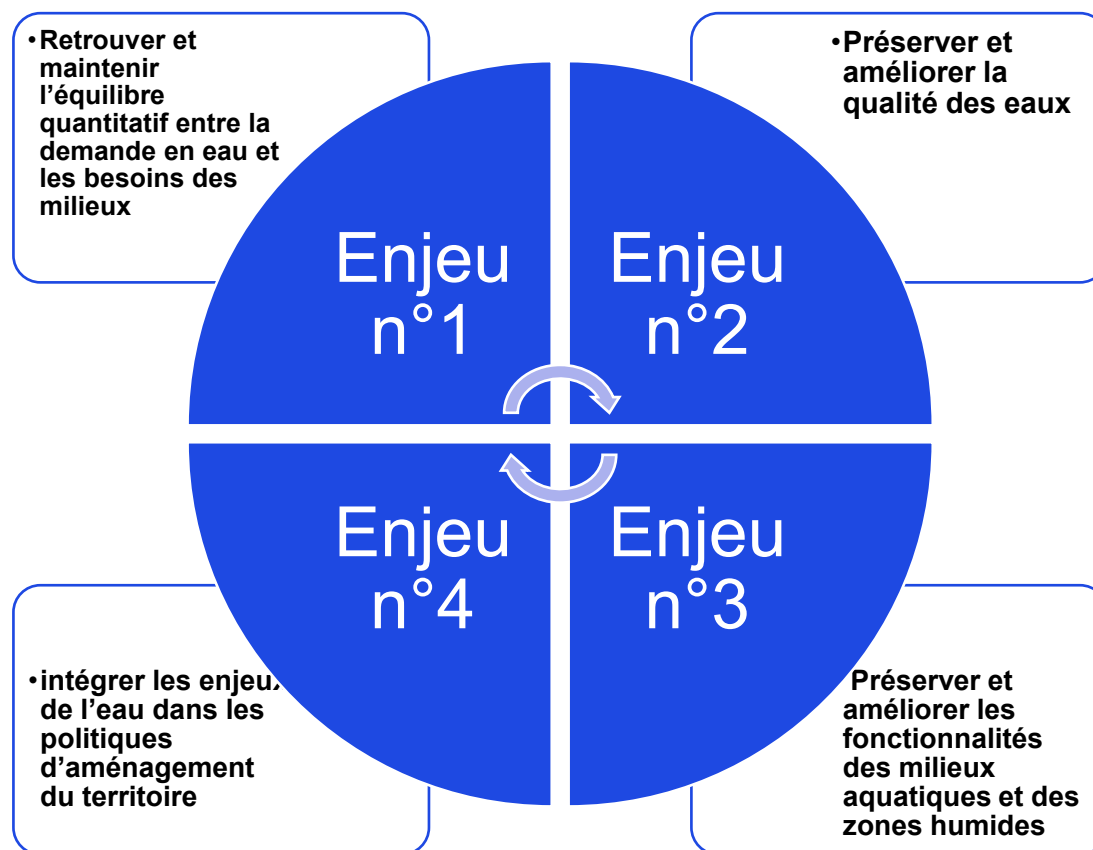 •Retrouver et
maintenir
l’équilibre
quantitatif entre la
demande en eau et
les besoins des
milieux
Enjeu
n°1
•Préserver et
améliorer la
qualité des eaux
Enjeu
n°2
•intégrer les enjeux
de l’eau dans les
politiques
d’aménagement
du territoire
Enjeu
n°4
Préserver et
améliorer les
fonctionnalités
des milieux
aquatiques et des
zones humides
Enjeu
n°3